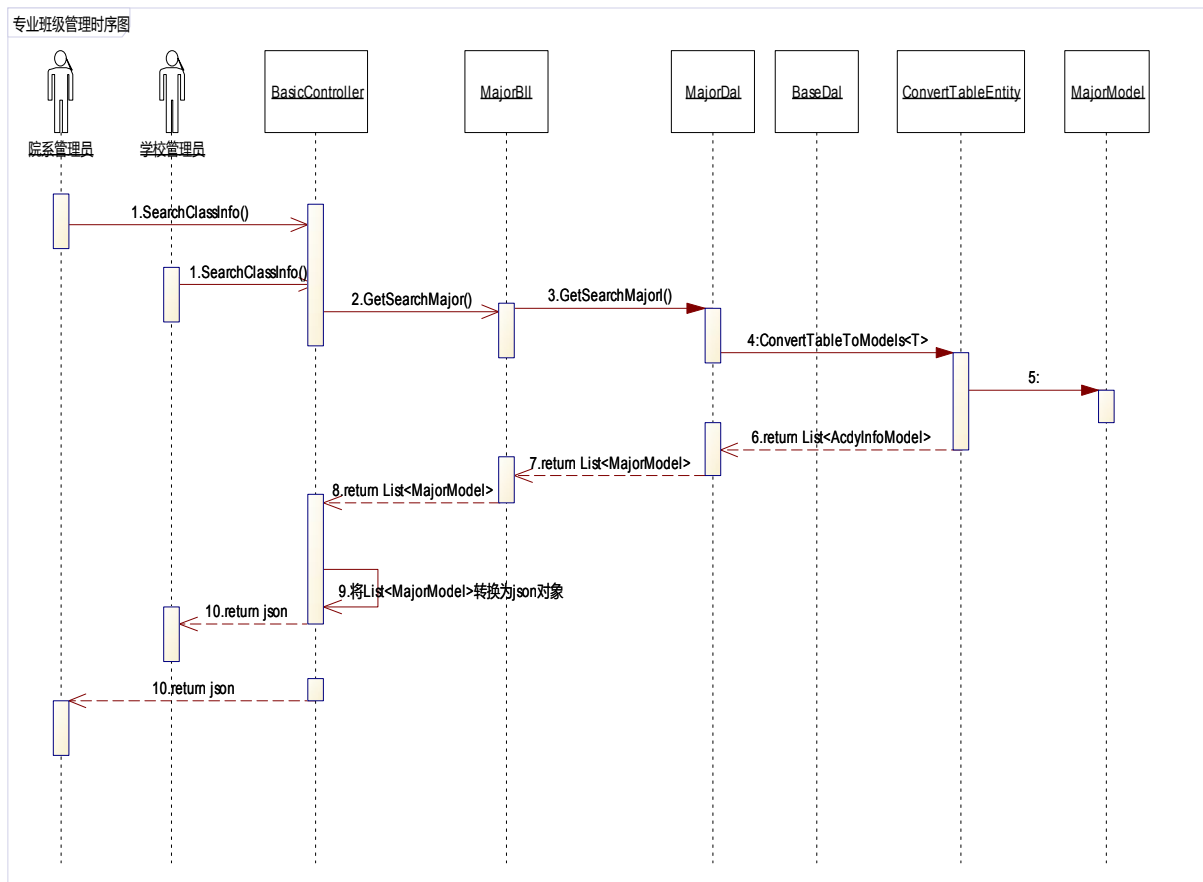 专业班级管理时序图
院系管理员
学校管理员
BasicController
MajorBll
MajorDal
BaseDal
ConvertTableEntity
MajorModel
1.SearchClassInfo()
1.SearchClassInfo()
2.GetSearchMajor()
3.GetSearchMajorl()
4:ConvertTableToModels<T>
5:
6.return List<AcdyInfoModel>
7.return List<MajorModel>
8.return List<MajorModel>
9.将List<MajorModel>转换为json对象
10.return json
10.return json